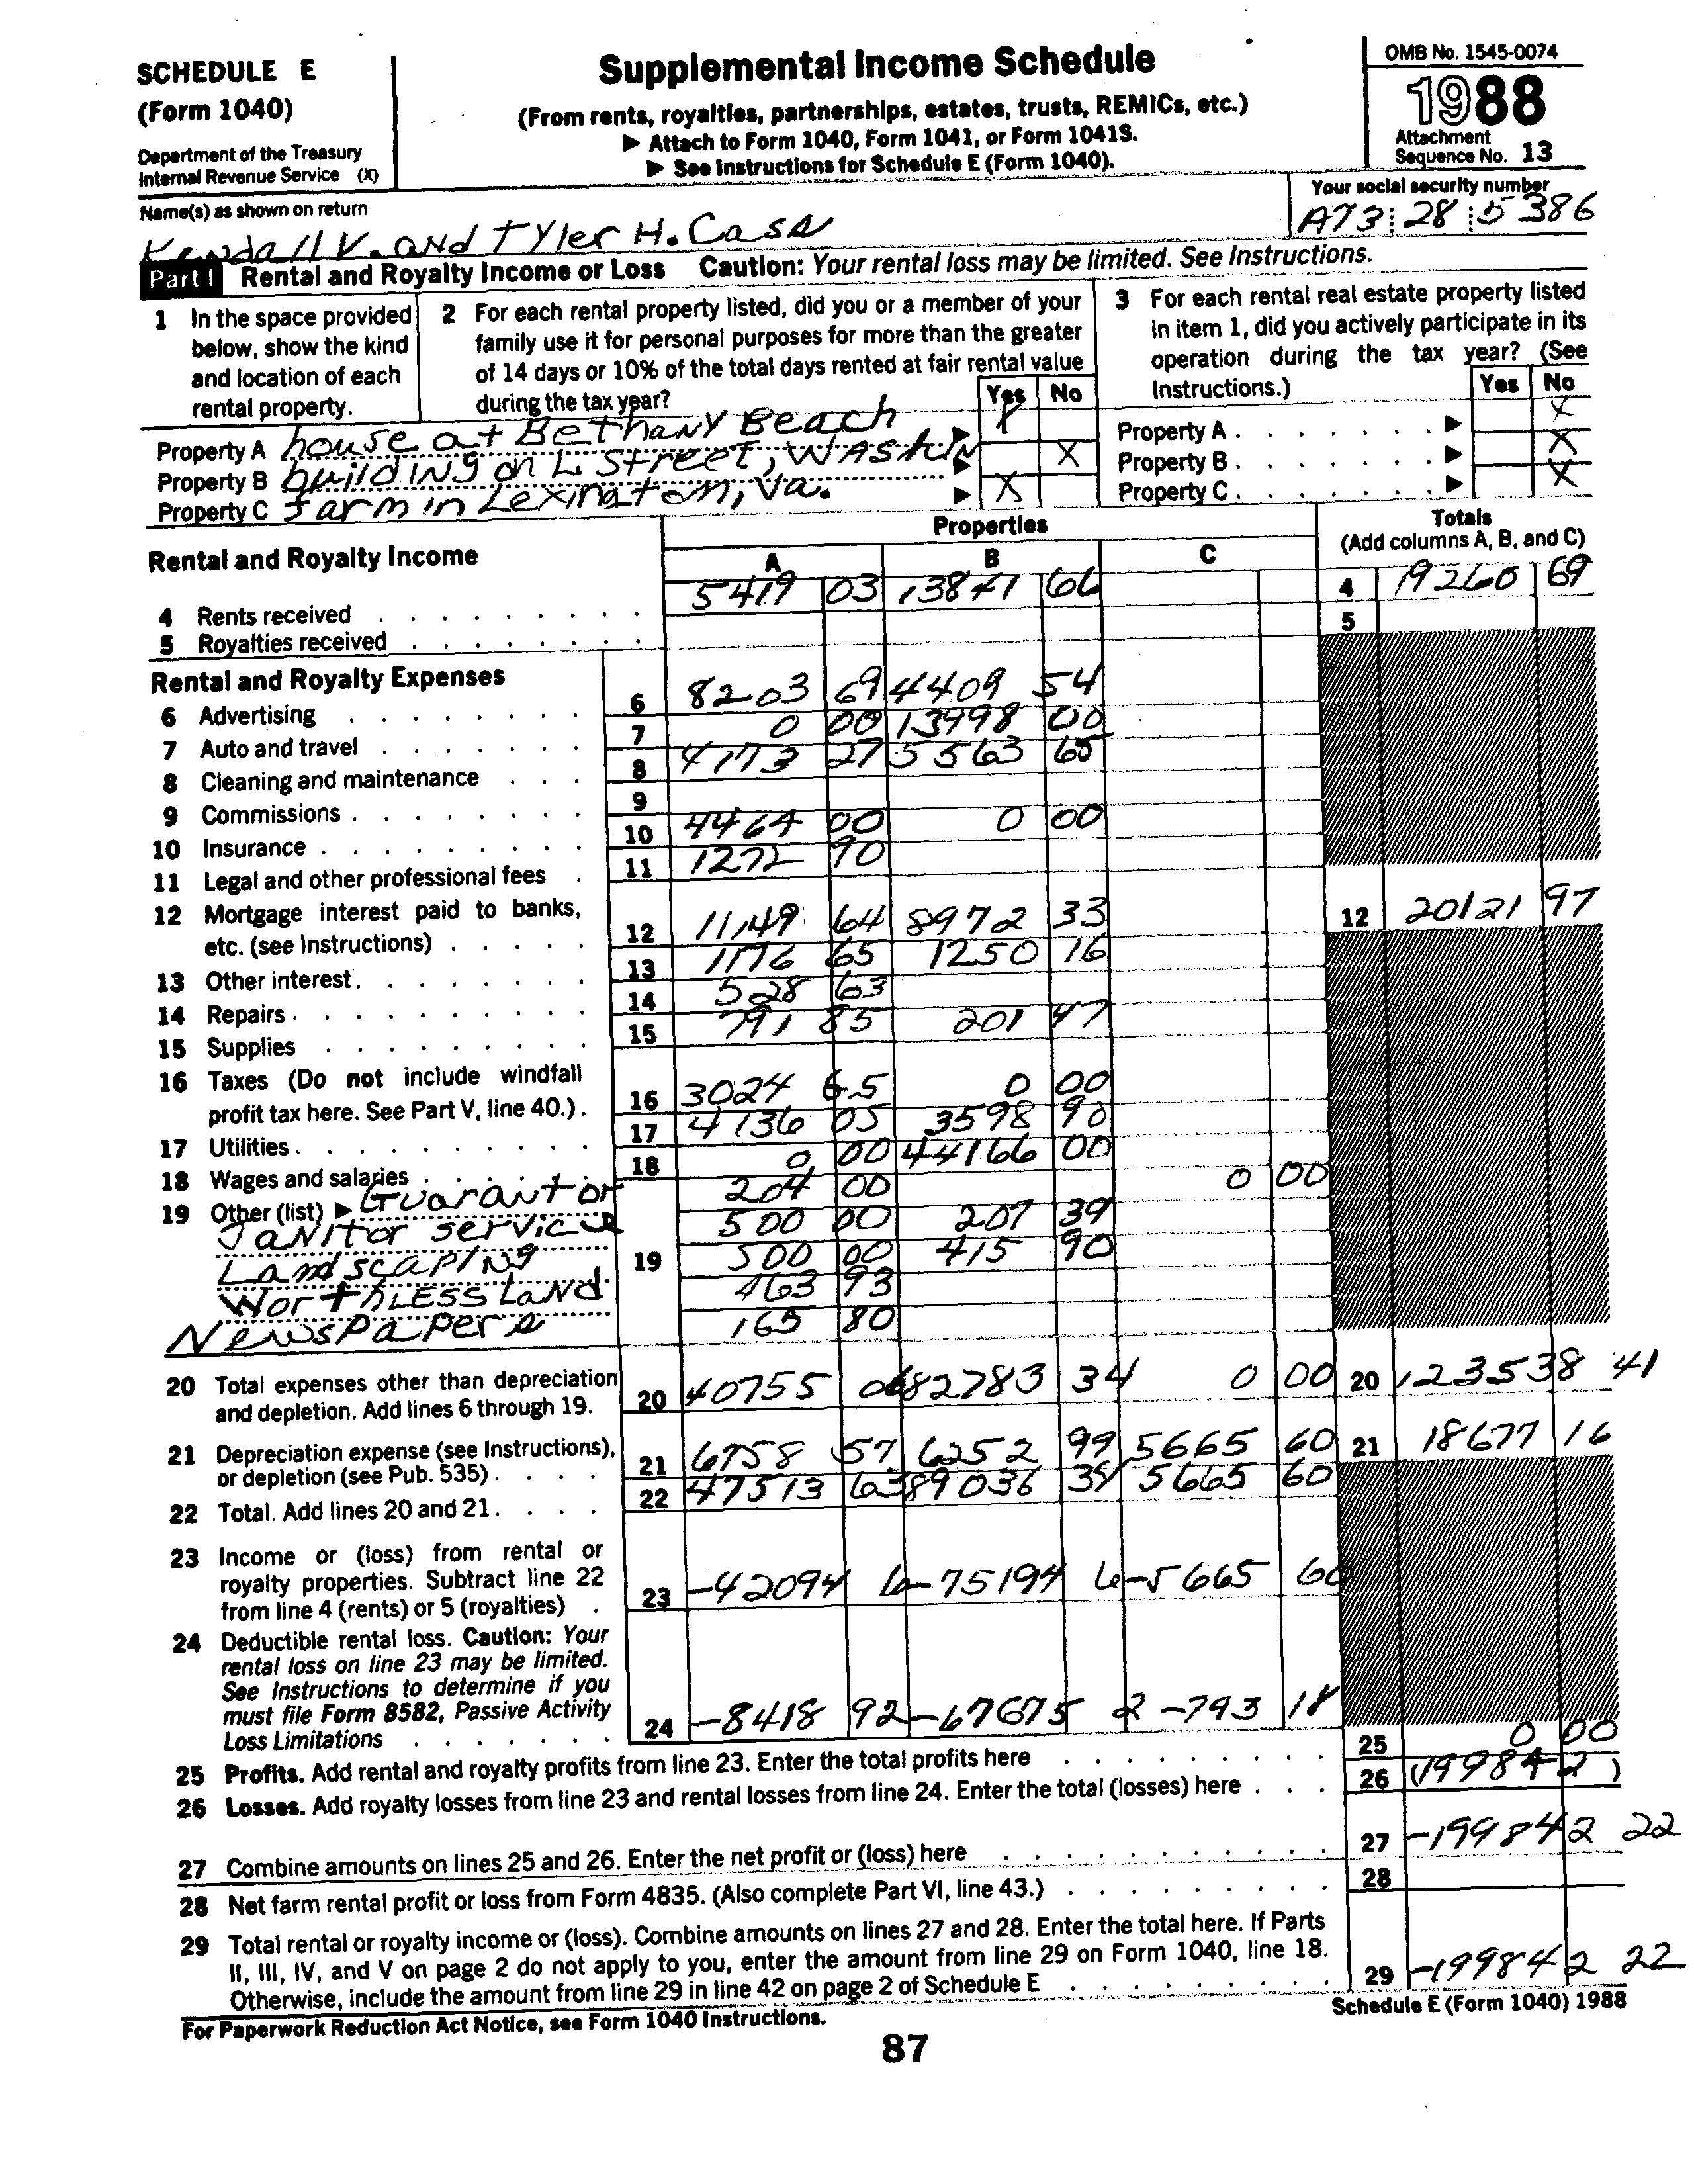 SCHEDULE E
(Form 1040)
Department of the Treasury
Internal Revenue Service (X)
Supplemental Income Schedule
(From rents, royalties, partnerships, estates, trusts, REMICs, etc.)
▶ Attach to Form 1040, Form 1041, or Form 1041S.
▶ See Instructions for Schedule E (Form 1040).
OMB No. 1545-0074
1988
Attachment
Sequence No. 13
Name(s) as shown on return
Kendall V. and Tyler H. Casa
Your social security number
A73 28 5386
Part I Rental and Royalty Income or Loss Caution: Your rental loss may be limited. See Instructions.
1 In the space provided
below, show the kind
and location of each
rental property.
2 For each rental property listed, did you or a member of your
family use it for personal purposes for more than the greater
of 14 days or 10% of the total days rented at fair rental value
during the tax year?
Yes No
3 For each rental real estate property listed
in item 1, did you actively participate in its
operation during the tax year? (See
Instructions.)
Yes No
Property A house at Bethany Beach ▶ X Property A . . . ▶ X
Property B building on L Street, Washin ▶ X Property B . . . ▶ X
Property C farm in Lexington, Va. ▶ X Property C . . . ▶ X
Rental and Royalty Income
Properties
A B C
Totals
(Add columns A, B, and C)
4 Rents received 5419 03 13841 66 4 19260 69
5 Royalties received 5
Rental and Royalty Expenses
6 Advertising 6 8203 69 4409 54
7 Auto and travel 7 0 00 13998 00
8 Cleaning and maintenance 8 4173 27 5563 65
9 Commissions 9
10 Insurance 10 4464 00 0 00
11 Legal and other professional fees 11 1272 90
12 Mortgage interest paid to banks,
etc. (see Instructions) 12 11149 64 8972 33 12 20121 97
13 Other interest 13 1176 65 1250 16
14 Repairs 14 528 63
15 Supplies 15 791 85 201 47
16 Taxes (Do not include windfall
profit tax here. See Part V, line 40.) 16 3024 65 0 00
17 Utilities 17 4136 05 3598 90
18 Wages and salaries 18 0 00 44166 00
19 Other (list) ▶ Guarantor 204 00 0 00
Janitor service 500 00 207 39
Landscaping 19 500 00 415 90
Worthless Land 463 93
Newspapers 165 80
20 Total expenses other than depreciation
and depletion. Add lines 6 through 19. 20 40755 06 82783 34 0 00 20 123538 41
21 Depreciation expense (see Instructions),
or depletion (see Pub. 535) 21 6758 57 6252 99 5665 60 21 18677 16
22 Total. Add lines 20 and 21 22 47513 63 89036 34 5665 60
23 Income or (loss) from rental or
royalty properties. Subtract line 22
from line 4 (rents) or 5 (royalties) 23 -42094 6 -75194 6 -5665 60
24 Deductible rental loss. Caution: Your
rental loss on line 23 may be limited.
See Instructions to determine if you
must file Form 8582, Passive Activity
Loss Limitations 24 -8418 92 -67675 2 -793 18
25 Profits. Add rental and royalty profits from line 23. Enter the total profits here 25 0 00
26 Losses. Add royalty losses from line 23 and rental losses from line 24. Enter the total (losses) here 26 (199842)
27 Combine amounts on lines 25 and 26. Enter the net profit or (loss) here 27 -199842 22
28 Net farm rental profit or loss from Form 4835. (Also complete Part VI, line 43.) 28
29 Total rental or royalty income or (loss). Combine amounts on lines 27 and 28. Enter the total here. If Parts
II, III, IV, and V on page 2 do not apply to you, enter the amount from line 29 on Form 1040, line 18.
Otherwise, include the amount from line 29 in line 42 on page 2 of Schedule E 29 -199842 22
For Paperwork Reduction Act Notice, see Form 1040 Instructions.
Schedule E (Form 1040) 1988
87